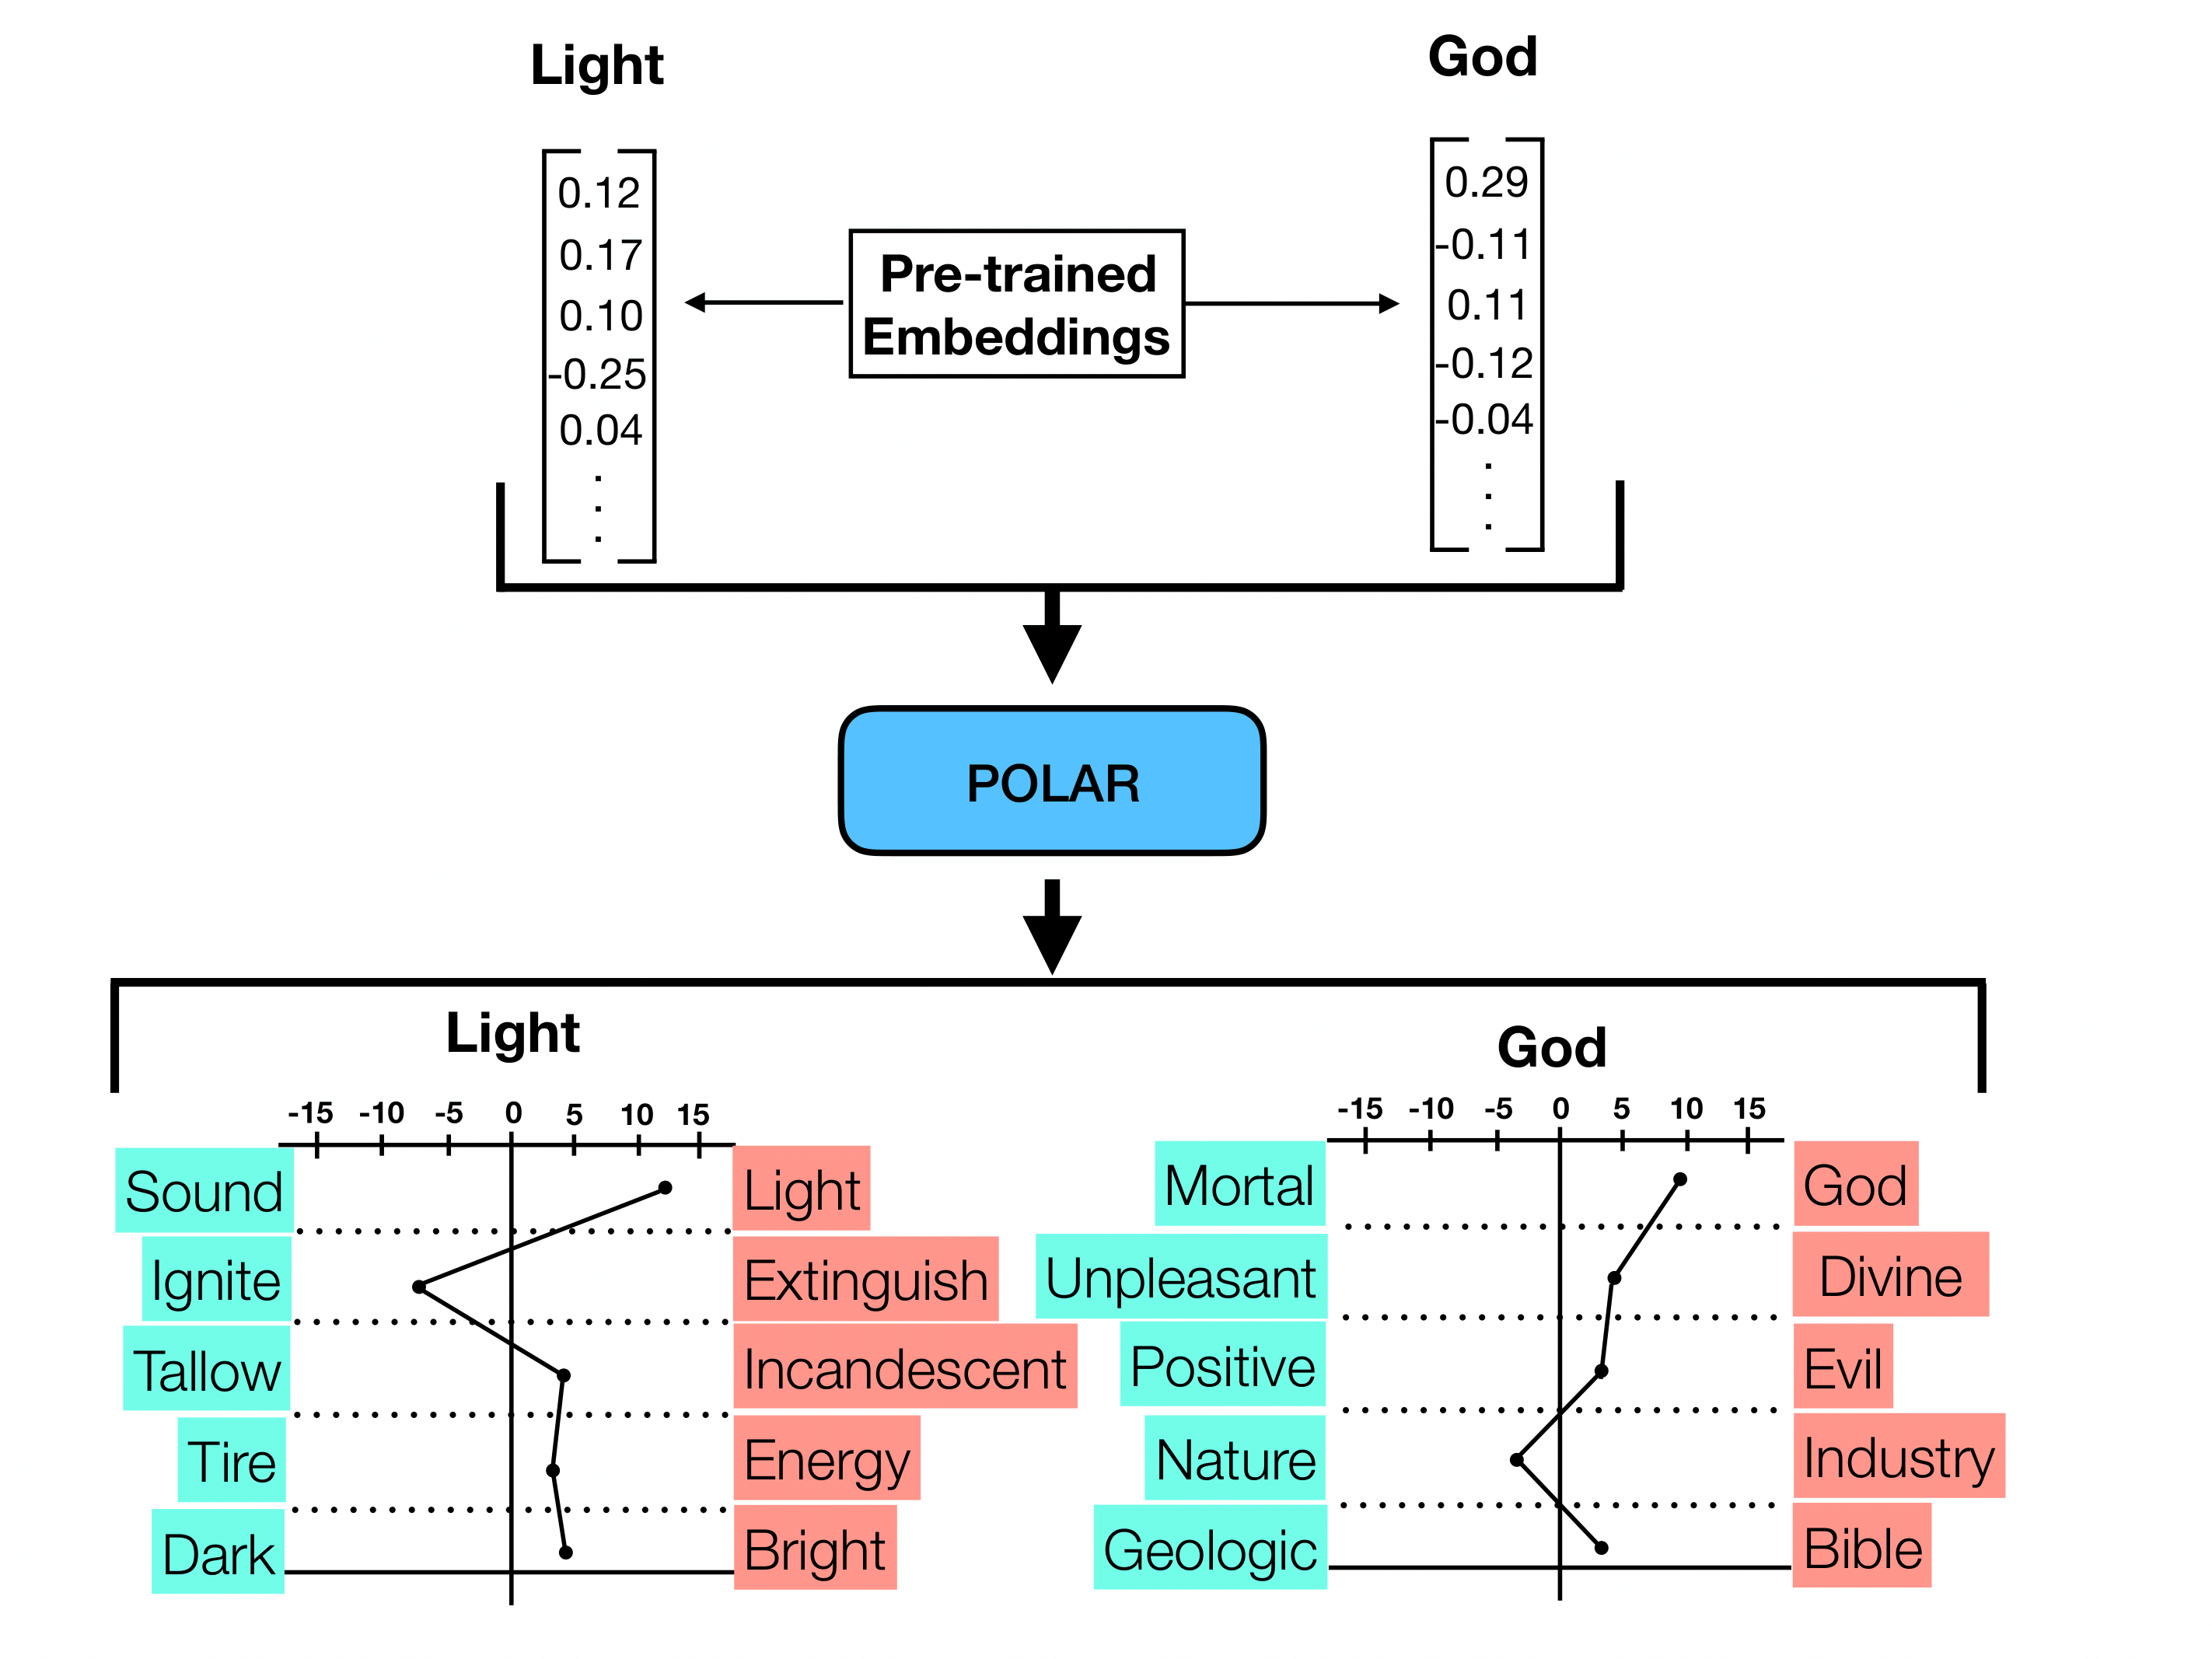 Light
God
0.12
0.17
0.10
-0.25
0.04
.
.
.
Pre-trained
Embeddings
0.29
-0.11
0.11
-0.12
-0.04
.
.
.
POLAR
Light
-15 -10 -5 0 5 10 15
Sound Light
Ignite Extinguish
Tallow Incandescent
Tire Energy
Dark Bright
God
-15 -10 -5 0 5 10 15
Mortal God
Unpleasant Divine
Positive Evil
Nature Industry
Geologic Bible